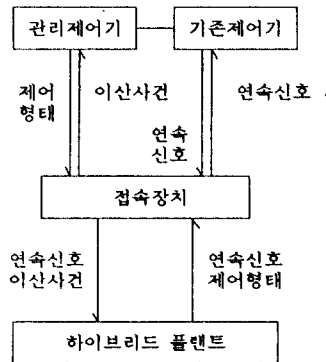 관리제어기 기존제어기
제어
형태
이산사건
연속신호
연속
신호
접속장치
연속신호
이산사건
연속신호
제어형태
하이브리드 플랜트